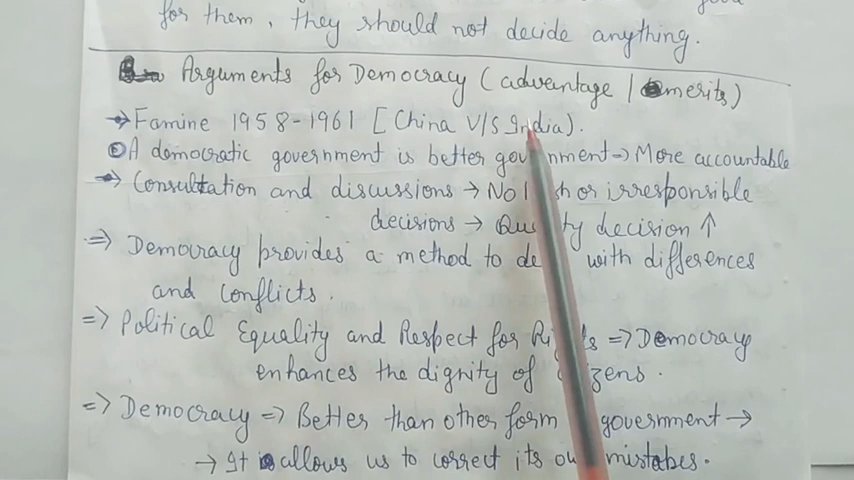 for them, they should not decide anything.
Arguments for Democracy (advantage / merits)
→ Famine 1958-1961 [China V/S India).
A democratic government is better government → More accountable
→ Consultation and discussions → No or irresponsible
decisions → decision ↑
⇒ Democracy provides a method to with differences
and conflicts.
⇒ Political Equality and Respect for ⇒ Democracy
enhances the dignity of
⇒ Democracy ⇒ Better than other form government →
→ It allows us to correct its mistakes.